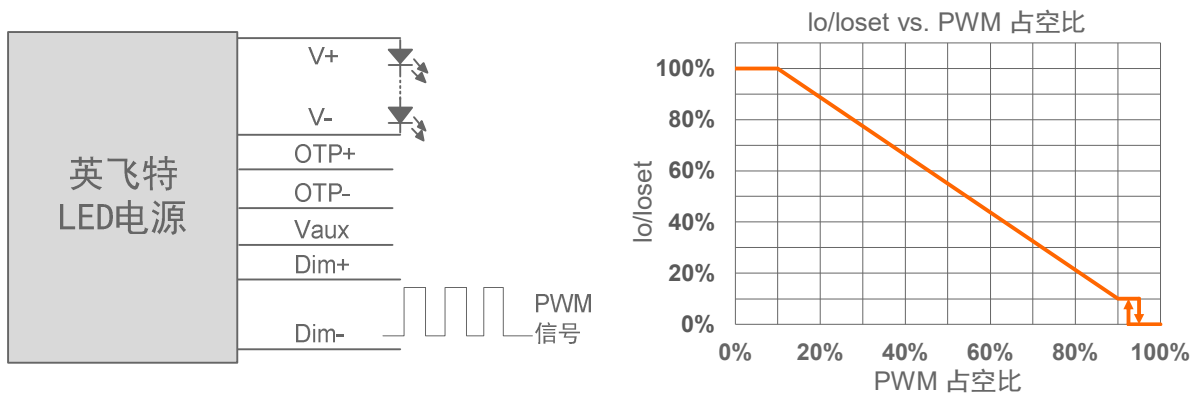 V+
V-
OTP+
OTP-
Vaux
Dim+
Dim-
英飞特
LED电源
PWM
信号
Io/Ioset vs. PWM 占空比
Io/Ioset
100%
80%
60%
40%
20%
0%
0% 20% 40% 60% 80% 100%
PWM 占空比